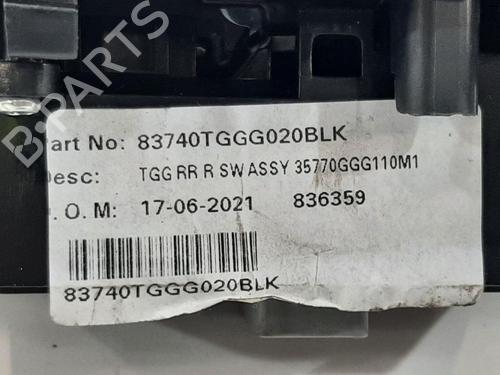 B-PARTS
art No: 83740TGGG020BLK
Desc: TGG RR R SW ASSY 35770GGG110M1
. O. M: 17-06-2021 836359
83740TGGG020BLK